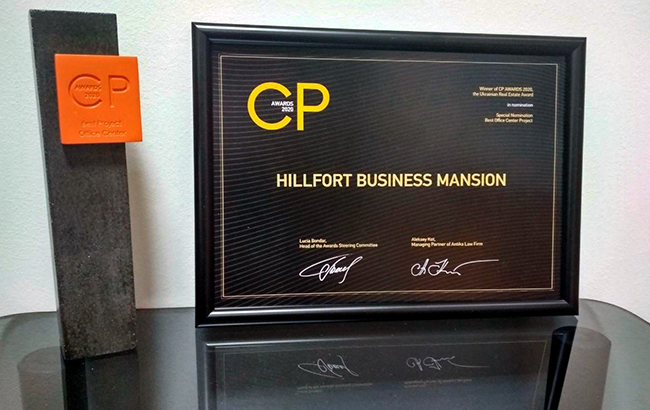 AWARDS
2020
CP
Best Project
Office Center
CP
AWARDS
2020
Winner of CP AWARDS 2020,
the Ukrainian Real Estate Award
in nomination
Special Nomination
Best Office Center Project
HILLFORT BUSINESS MANSION
Lucia Bondar,
Head of the Awards Steering Committee
Aleksey Kot,
Managing Partner of Antika Law Firm